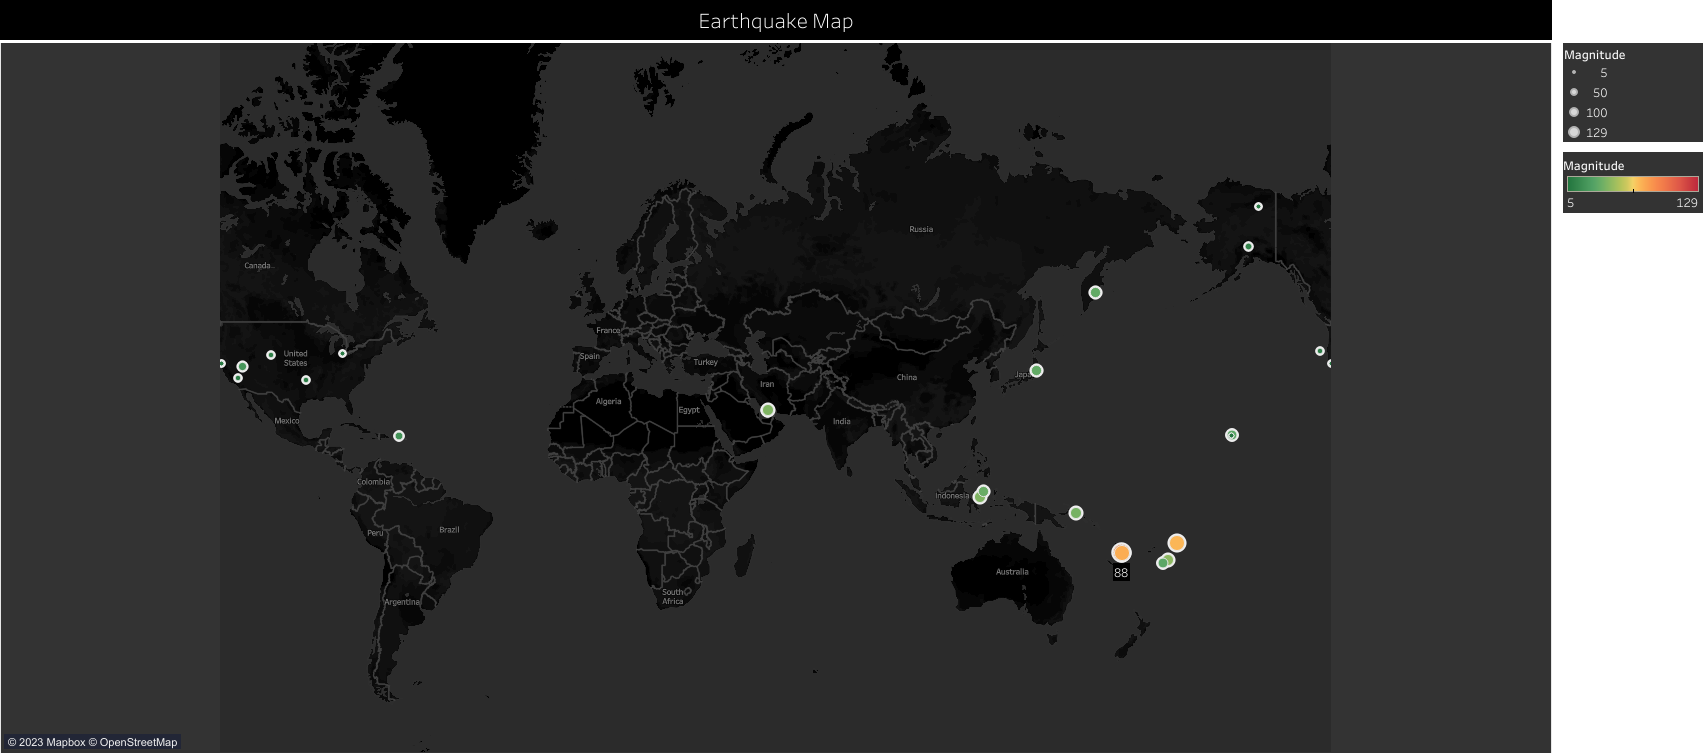 Earthquake Map
Magnitude
5
50
100
129
Magnitude
5 129
Russia
Canada
France
United
States
Spain
Turkey
Japa
China
Iran
Algeria
Egypt
Mexico
India
Colombia
Indonesia
Brazil
Peru
Australia
88
South
Africa
Argentina
© 2023 Mapbox © OpenStreetMap